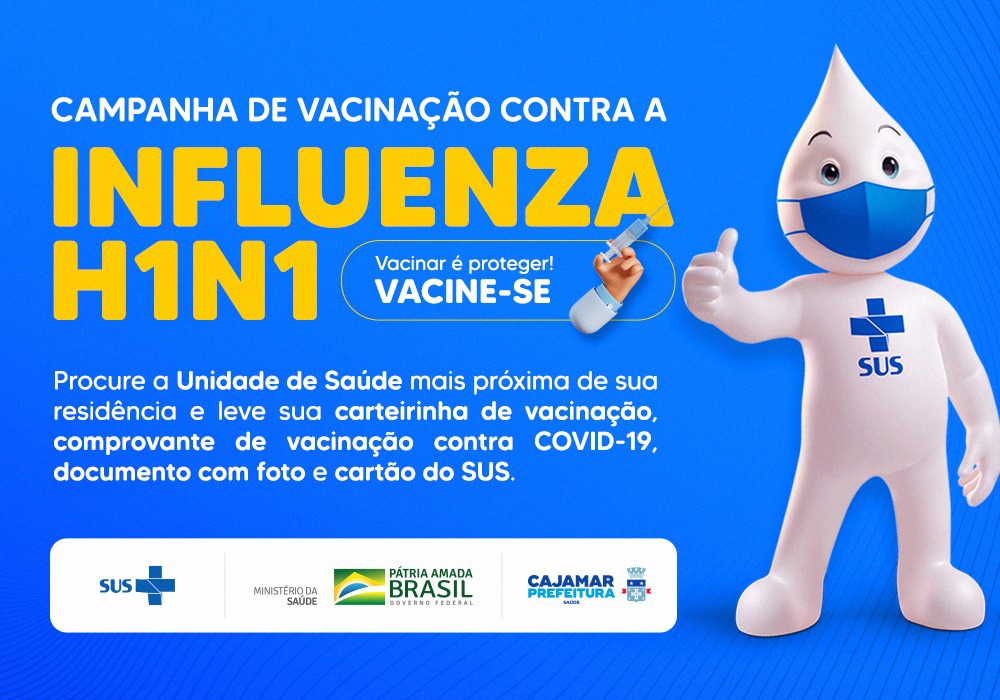 CAMPANHA DE VACINAÇÃO CONTRA A
INFLUENZA
H1N1
Vacinar é proteger!
VACINE-SE
Procure a Unidade de Saúde mais próxima de sua
residência e leve sua carteirinha de vacinação,
comprovante de vacinação contra COVID-19,
documento com foto e cartão do SUS.
SUS
SUS
MINISTÉRIO DA
SAÚDE
PÁTRIA AMADA
BRASIL
GOVERNO FEDERAL
CAJAMAR
PREFEITURA
SAÚDE